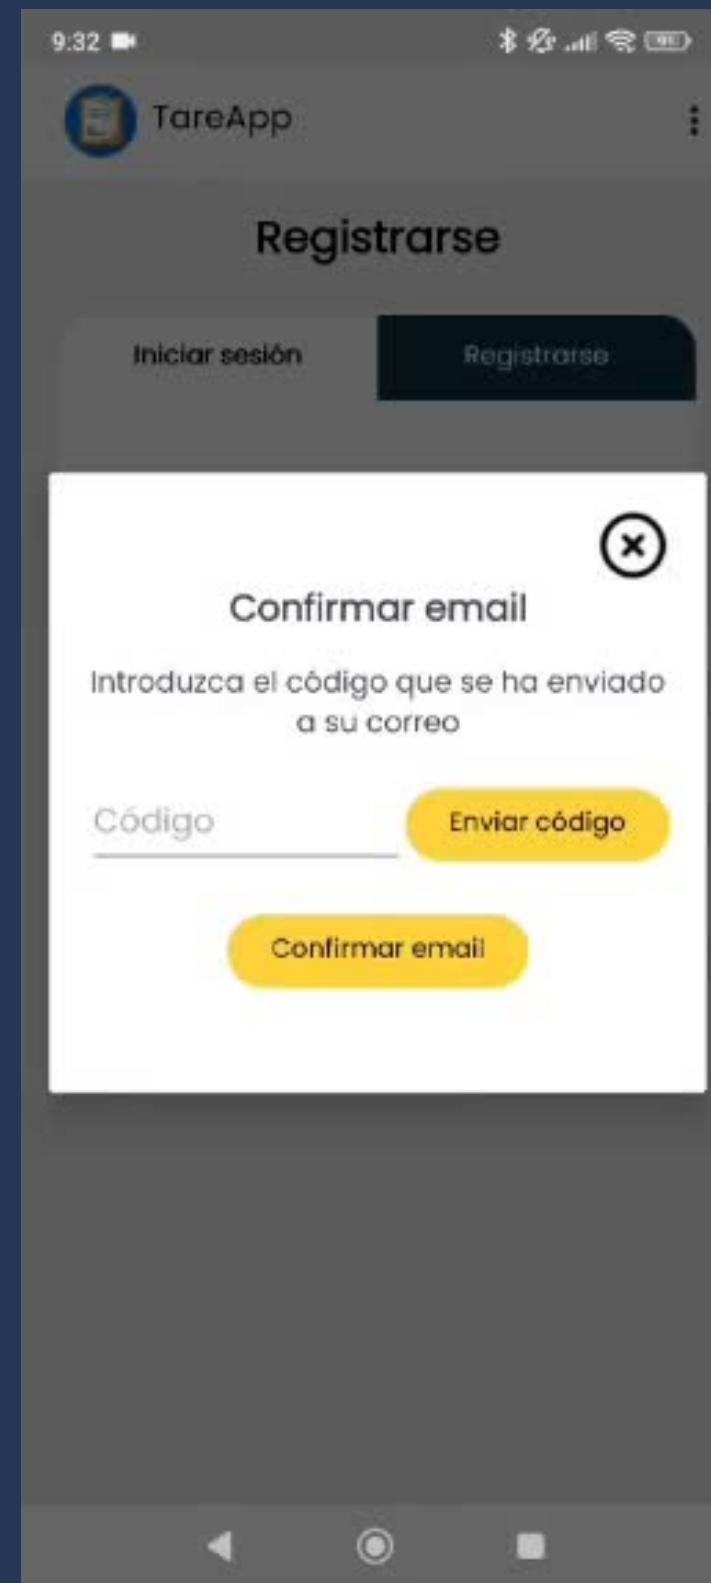 9:32
TareApp
Registrarse
Iniciar sesión
Registrarse
Confirmar email
Introduzca el código que se ha enviado
a su correo
Código
Enviar código
Confirmar email